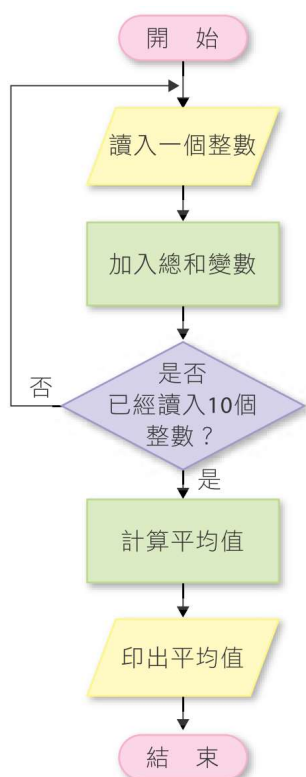 開 始
讀入一個整數
加入總和變數
是否
已經讀入10個
整數？
否
是
計算平均值
印出平均值
結 束